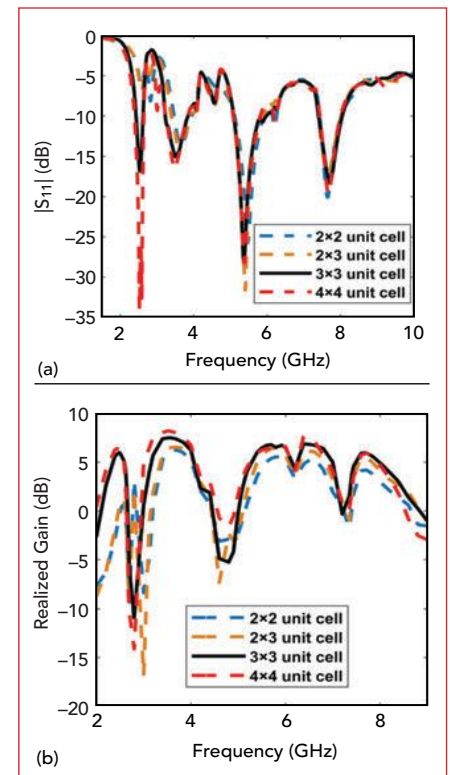 0
−5
−10
−15
−20
−25
−30
−35
|S₁₁| (dB)
2×2 unit cell
2×3 unit cell
3×3 unit cell
4×4 unit cell
2 4 6 8 10
(a) Frequency (GHz)
10
5
0
−5
−10
−15
−20
Realized Gain (dB)
2×2 unit cell
2×3 unit cell
3×3 unit cell
4×4 unit cell
2 4 6 8
(b) Frequency (GHz)